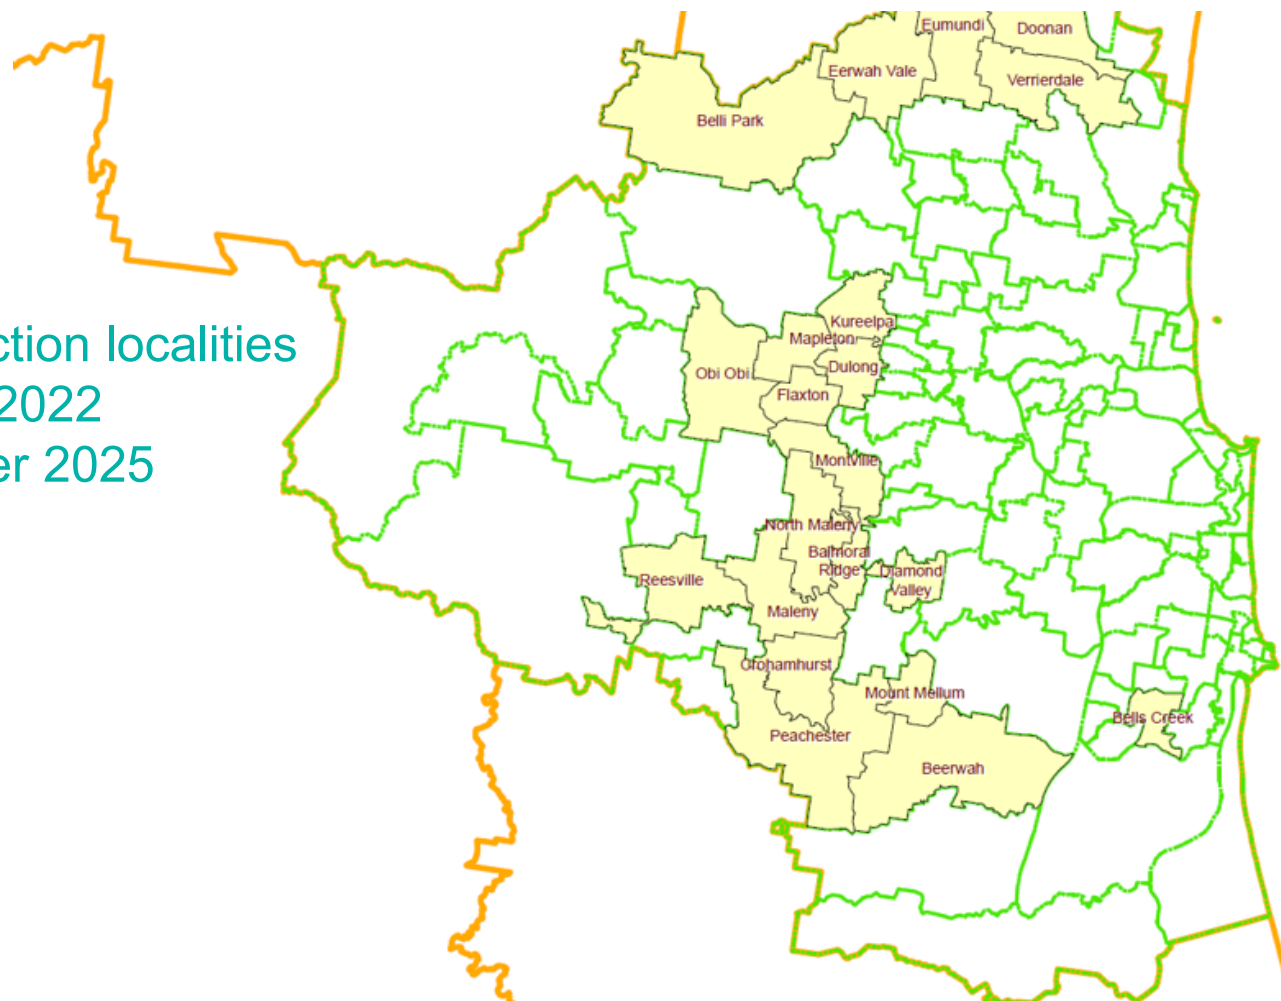 Eumundi
Doonan
Eerwah Vale
Verrierdale
Belli Park
Kureelpa
Mapleton
ction localities
Dulong
Obi Obi
Flaxton
2022
er 2025
Montville
North Maleny
Balmoral
Ridge
Diamond
Valley
Reesville
Maleny
Crohamhurst
Mount Mellum
Bells Creek
Peachester
Beerwah